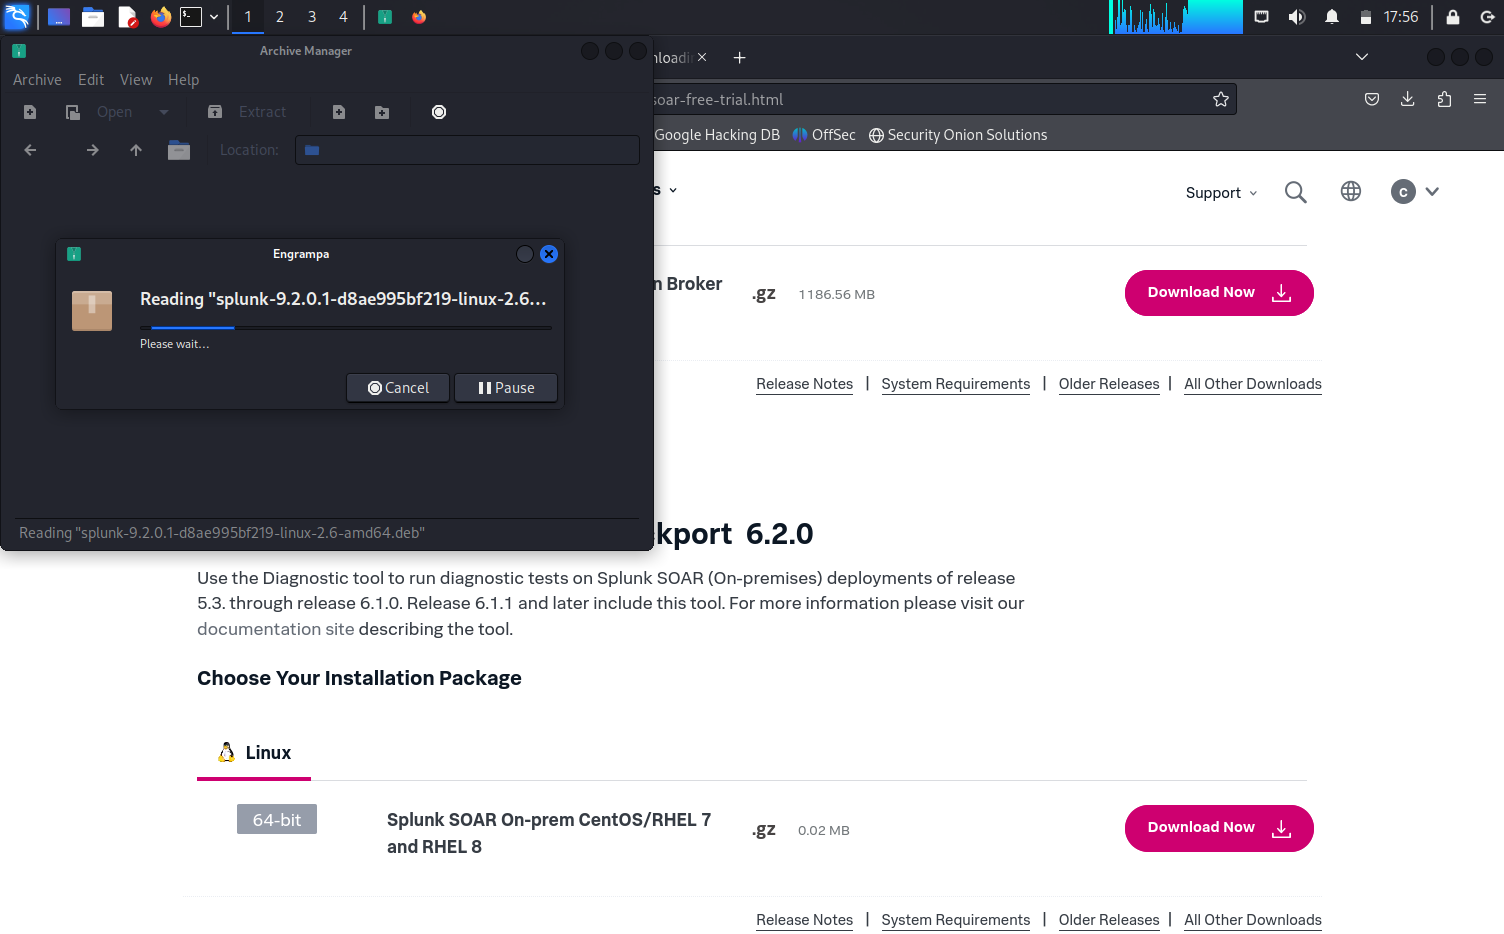 1 2 3 4
17:56
Archive Manager
Archive Edit View Help
Open Extract
Location:
Engrampa
Reading "splunk-9.2.0.1-d8ae995bf219-linux-2.6...
Please wait...
Cancel Pause
Reading "splunk-9.2.0.1-d8ae995bf219-linux-2.6-amd64.deb"
soar-free-trial.html
Google Hacking DB OffSec Security Onion Solutions
Support C
n Broker .gz 1186.56 MB Download Now
Release Notes | System Requirements | Older Releases | All Other Downloads
ckport 6.2.0
Use the Diagnostic tool to run diagnostic tests on Splunk SOAR (On-premises) deployments of release
5.3. through release 6.1.0. Release 6.1.1 and later include this tool. For more information please visit our
documentation site describing the tool.
Choose Your Installation Package
Linux
64-bit Splunk SOAR On-prem CentOS/RHEL 7 .gz 0.02 MB Download Now
and RHEL 8
Release Notes | System Requirements | Older Releases | All Other Downloads